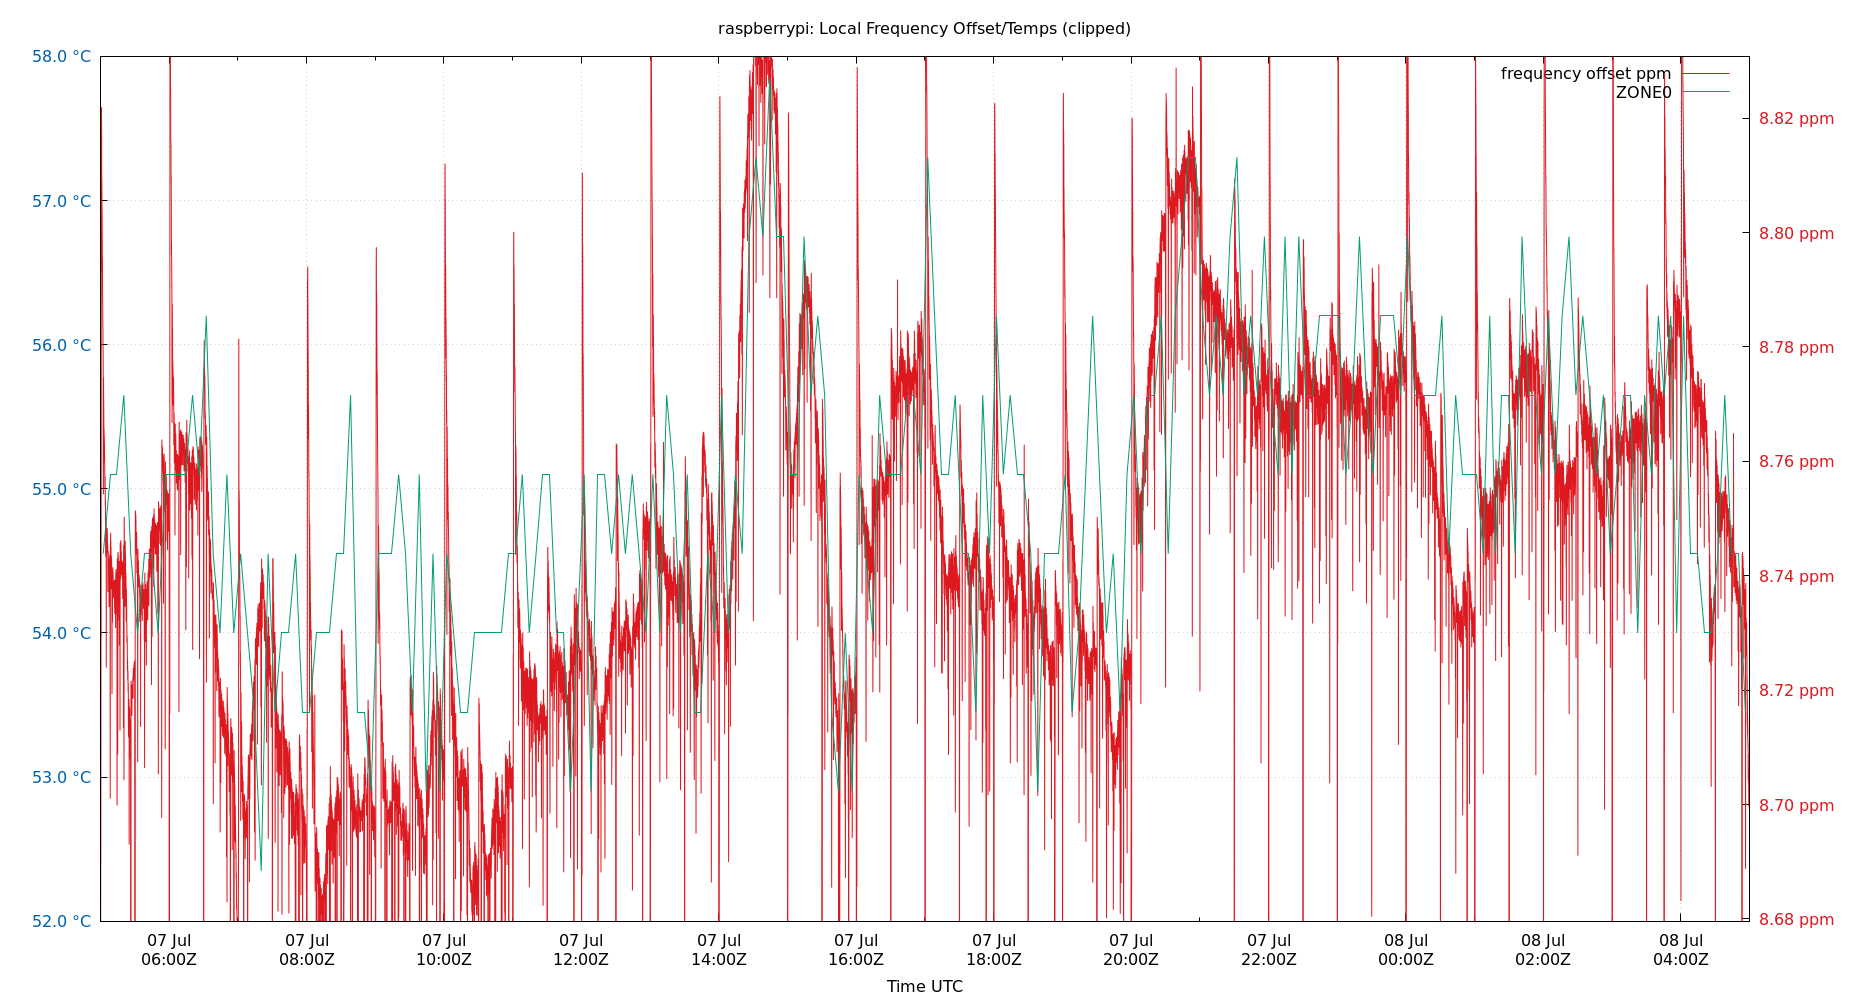 raspberrypi: Local Frequency Offset/Temps (clipped)
58.0 °C
57.0 °C
56.0 °C
55.0 °C
54.0 °C
53.0 °C
52.0 °C
frequency offset ppm
ZONE0
8.82 ppm
8.80 ppm
8.78 ppm
8.76 ppm
8.74 ppm
8.72 ppm
8.70 ppm
8.68 ppm
07 Jul
06:00Z
07 Jul
08:00Z
07 Jul
10:00Z
07 Jul
12:00Z
07 Jul
14:00Z
07 Jul
16:00Z
07 Jul
18:00Z
07 Jul
20:00Z
07 Jul
22:00Z
08 Jul
00:00Z
08 Jul
02:00Z
08 Jul
04:00Z
Time UTC